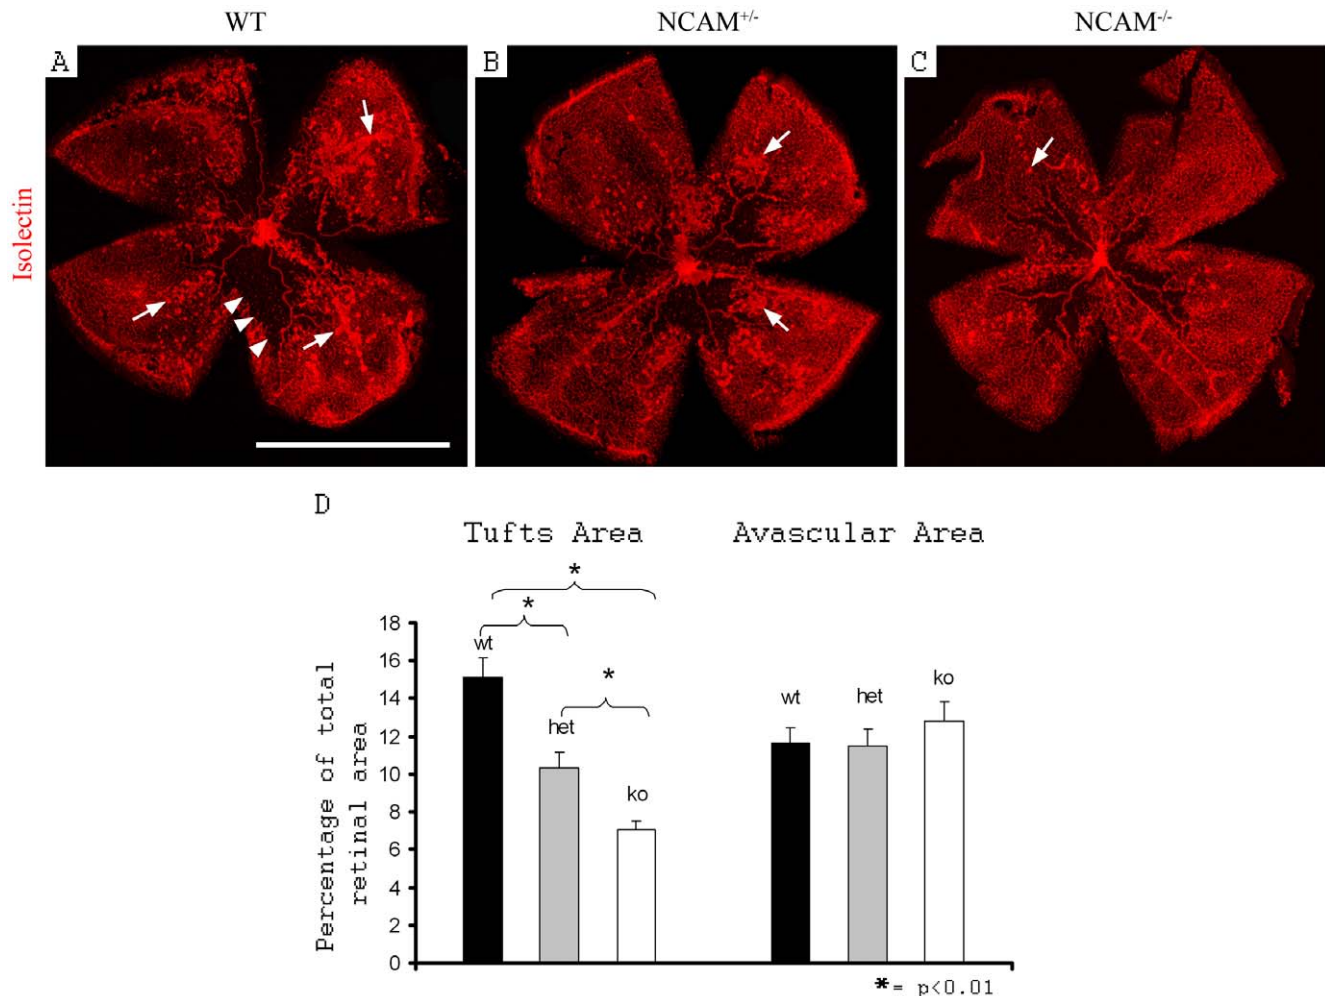 WT NCAM+/- NCAM-/-
A B C
Isolectin
D
Tufts Area Avascular Area
* *
*
18
16
14
12
10
8
6
4
2
0
Percentage of total
retinal area
wt
het
ko
wt
het
ko
*= p<0.01